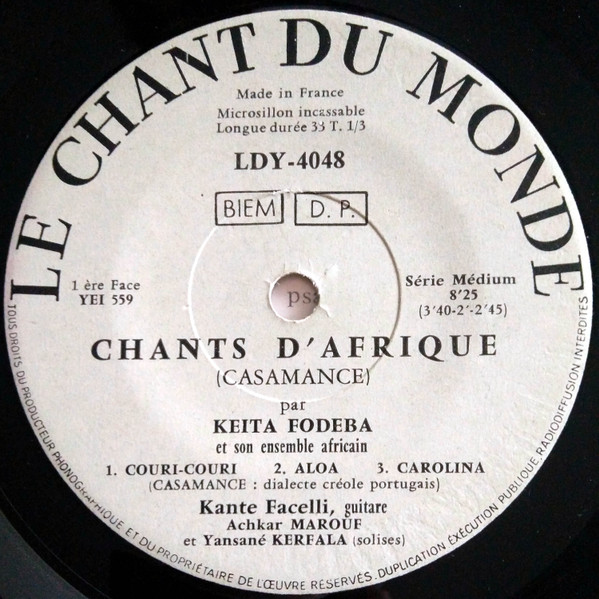 LE CHANT DU MONDE
Made in France
Microsillon incassable
Longue durée 33 T. 1/3
LDY-4048
BIEM D. P.
1 ère Face
YEI 559
Série Médium
8'25
(3'40-2'-2'45)
CHANTS D'AFRIQUE
(CASAMANCE)
par
KEITA FODEBA
et son ensemble africain
1. COURI-COURI 2. ALOA 3. CAROLINA
(CASAMANCE : dialecte créole portugais)
Kante Facelli, guitare
Achkar MAROUF
et Yansané KERFALA (solises)
TOUS DROITS DU PRODUCTEUR PHONOGRAPHIQUE ET DU PROPRIÉTAIRE DE L'ŒUVRE RÉSERVÉS. DUPLICATION EXÉCUTION PUBLIQUE RADIODIFFUSION INTERDITES